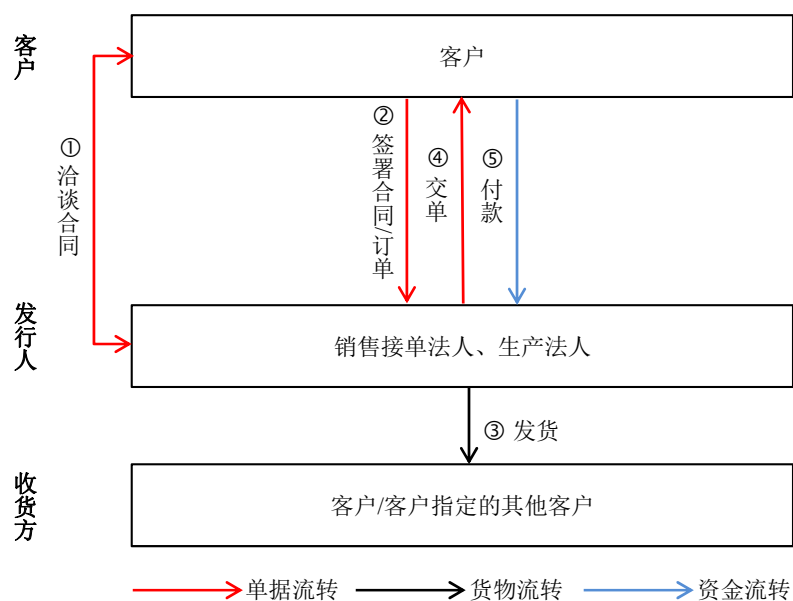 客户
客户
①洽谈合同
②签署合同/订单
④交单
⑤付款
发行人
销售接单法人、生产法人
③ 发货
收货方
客户/客户指定的其他客户
单据流转
货物流转
资金流转